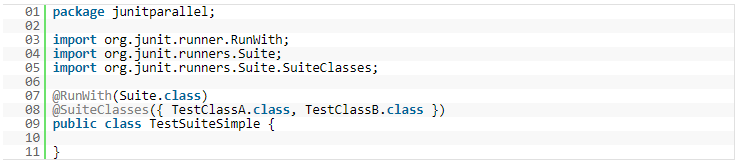 01 package junitparallel;
02
03 import org.junit.runner.RunWith;
04 import org.junit.runners.Suite;
05 import org.junit.runners.Suite.SuiteClasses;
06
07 @RunWith(Suite.class)
08 @SuiteClasses({ TestClassA.class, TestClassB.class })
09 public class TestSuiteSimple {
10
11 }